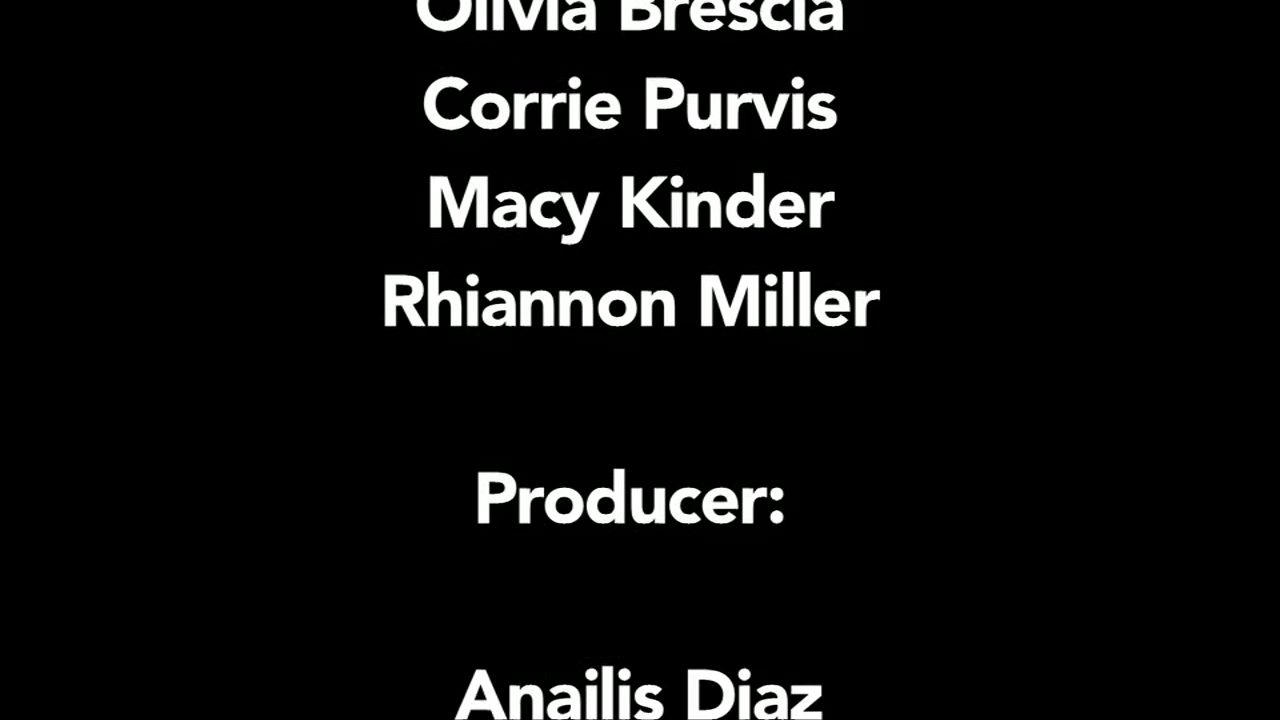 Olivia Brescia
Corrie Purvis
Macy Kinder
Rhiannon Miller
Producer:
Anailis Diaz